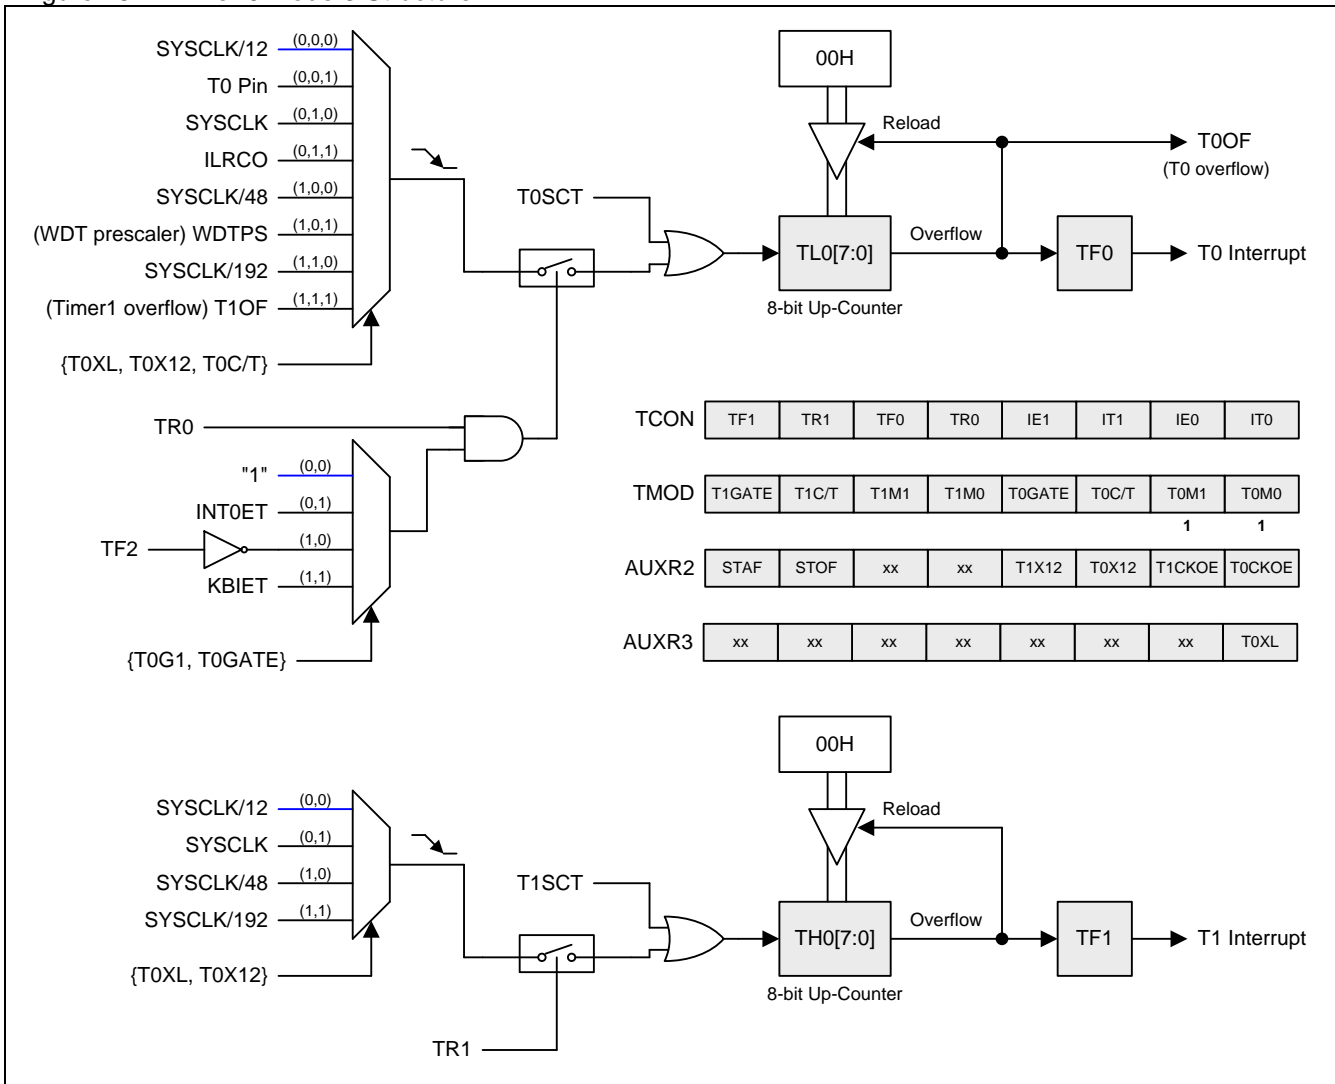 SYSCLK/12 (0,0,0)
T0 Pin (0,0,1)
SYSCLK (0,1,0)
ILRCO (0,1,1)
SYSCLK/48 (1,0,0)
(WDT prescaler) WDTPS (1,0,1)
SYSCLK/192 (1,1,0)
(Timer1 overflow) T1OF (1,1,1)
{T0XL, T0X12, T0C/T}
T0SCT
00H
Reload
TL0[7:0]
8-bit Up-Counter
Overflow
T0OF
(T0 overflow)
TF0
T0 Interrupt
TR0
"1" (0,0)
INT0ET (0,1)
TF2 (1,0)
KBIET (1,1)
{T0G1, T0GATE}
TCON TF1 TR1 TF0 TR0 IE1 IT1 IE0 IT0
TMOD T1GATE T1C/T T1M1 T1M0 T0GATE T0C/T T0M1 T0M0
1 1
AUXR2 STAF STOF xx xx T1X12 T0X12 T1CKOE T0CKOE
AUXR3 xx xx xx xx xx xx xx T0XL
SYSCLK/12 (0,0)
SYSCLK (0,1)
SYSCLK/48 (1,0)
SYSCLK/192 (1,1)
{T0XL, T0X12}
T1SCT
TR1
00H
Reload
TH0[7:0]
8-bit Up-Counter
Overflow
TF1
T1 Interrupt